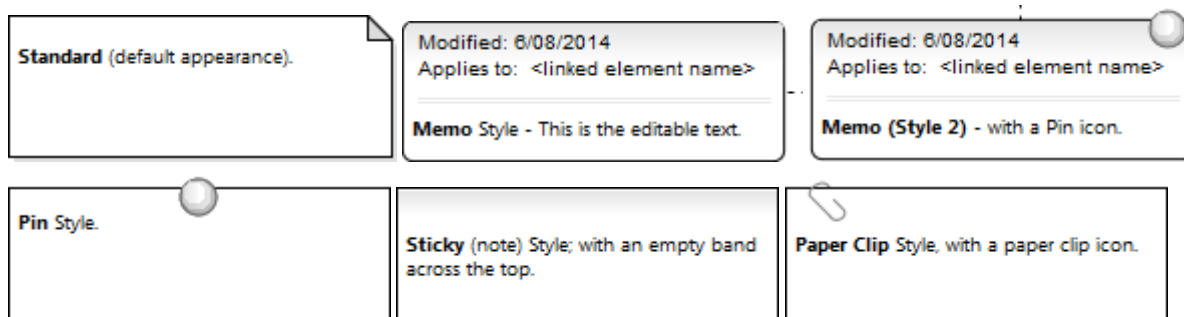 Standard (default appearance).
Modified: 6/08/2014
Applies to:  <linked element name>
Memo Style - This is the editable text.
Modified: 6/08/2014
Applies to:  <linked element name>
Memo (Style 2) - with a Pin icon.
Pin Style.
Sticky (note) Style; with an empty band
across the top.
Paper Clip Style, with a paper clip icon.